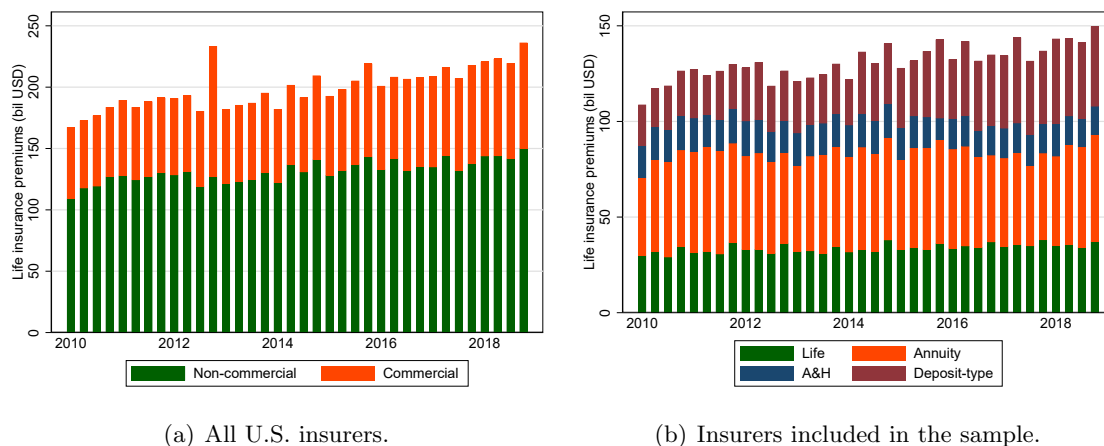 Life insurance premiums (bil USD)
250
200
150
100
50
0
2010 2012 2014 2016 2018
Non-commercial Commercial
(a) All U.S. insurers.
Life insurance premiums (bil USD)
150
100
50
0
2010 2012 2014 2016 2018
Life Annuity
A&H Deposit-type
(b) Insurers included in the sample.